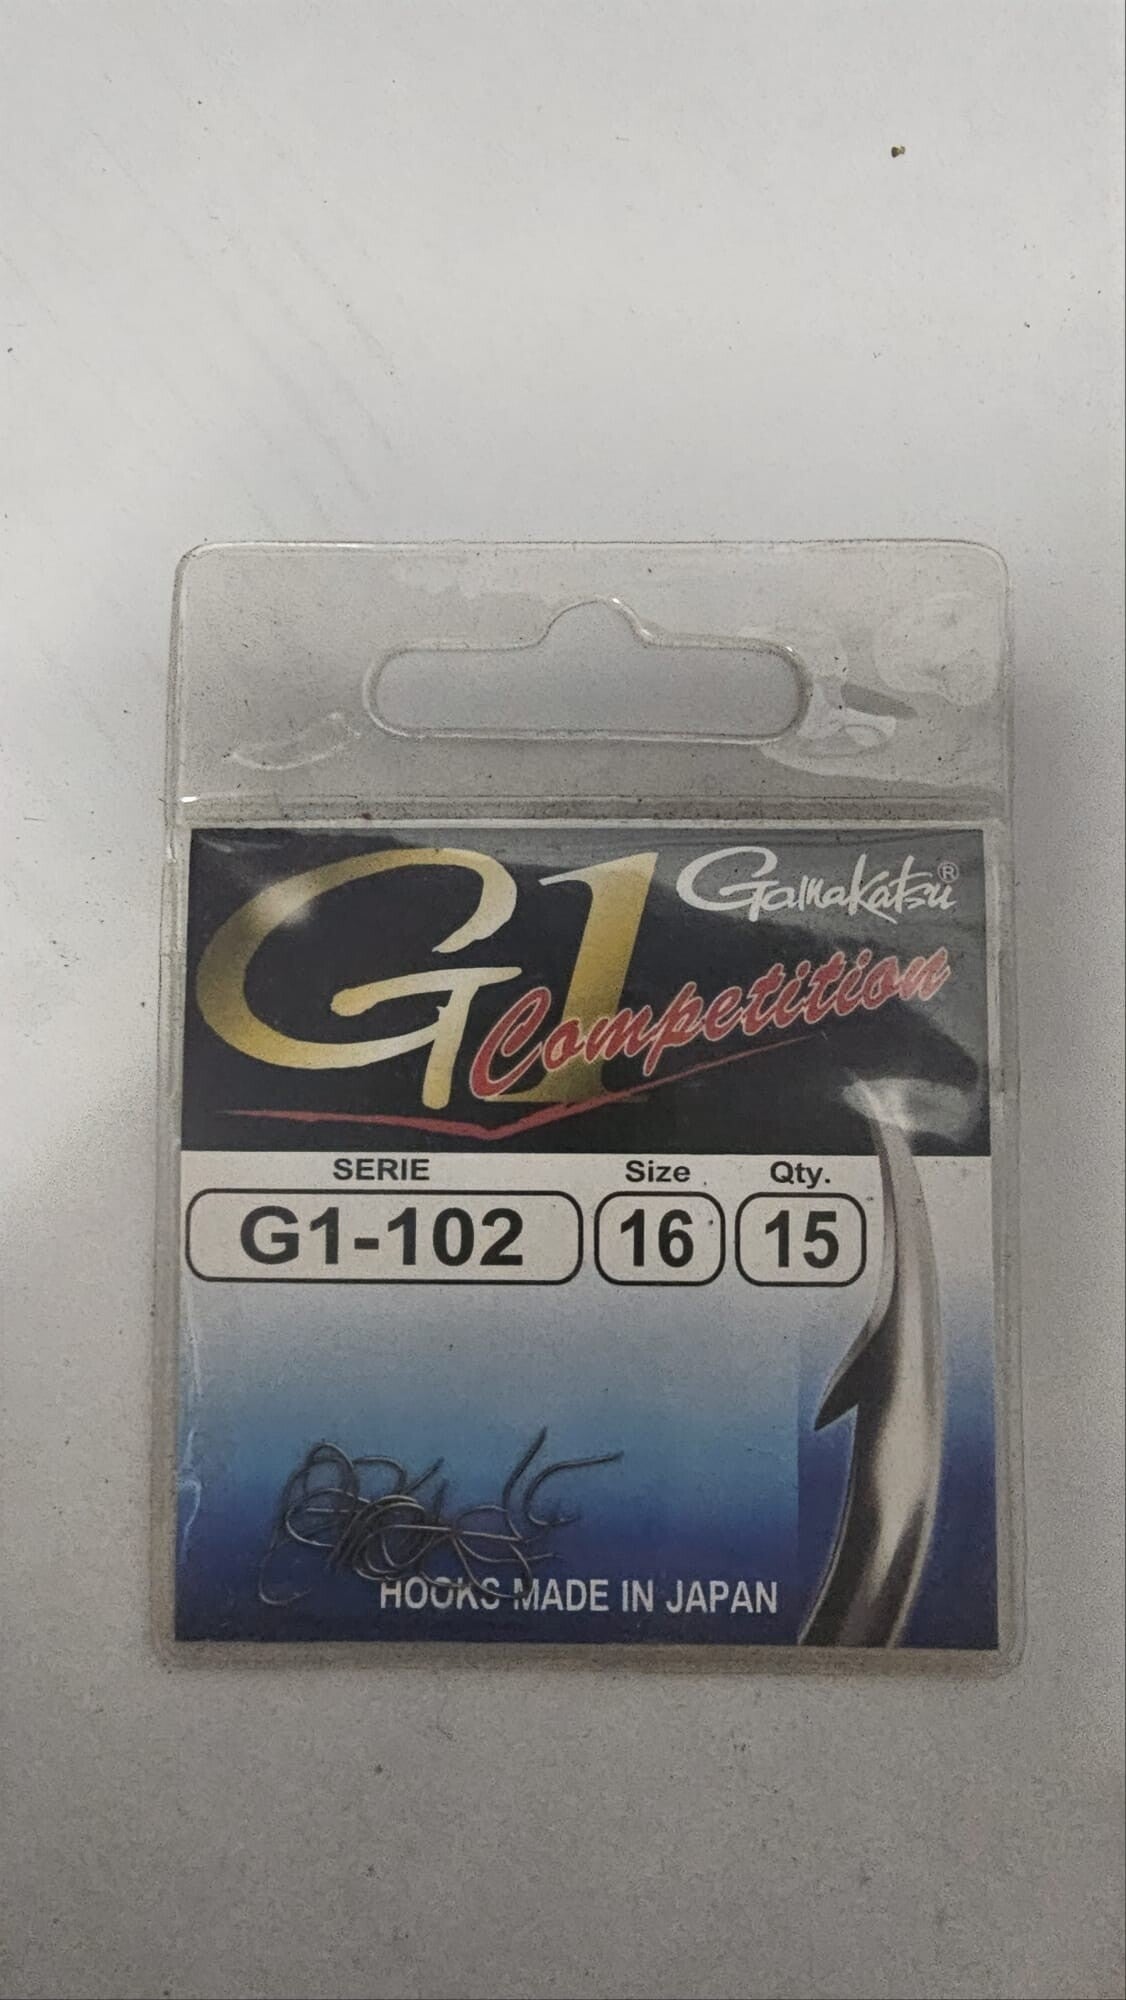 G1 Gamakatsu®
Competition
SERIE Size Qty.
G1-102 16 15
HOOKS MADE IN JAPAN